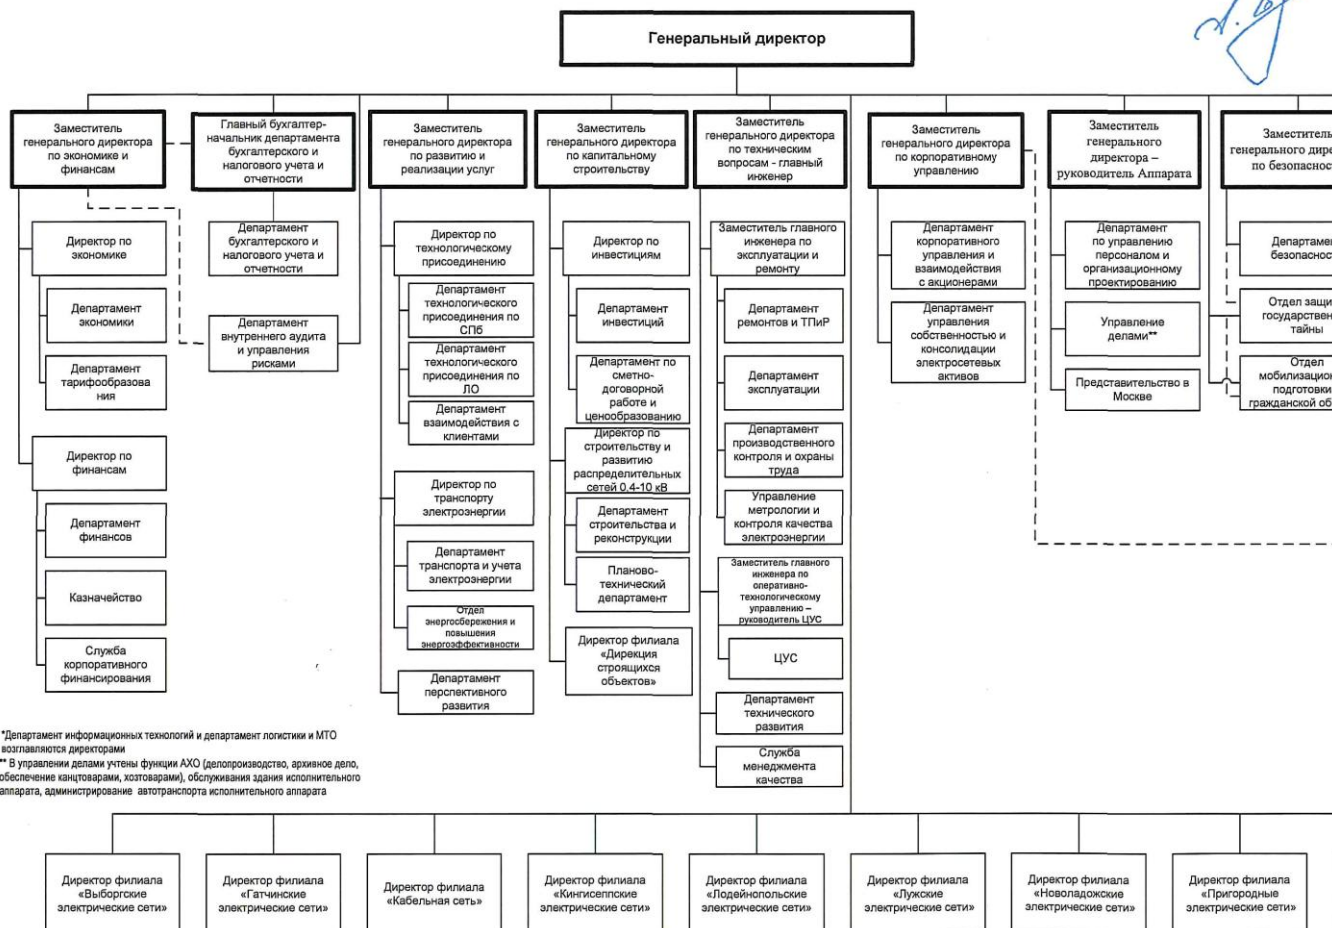 Генеральный директор
Заместитель
генерального директора
по экономике и
финансам
Главный бухгалтер-
начальник департамента
бухгалтерского и
налогового учета и
отчетности
Заместитель
генерального директора
по развитию и
реализации услуг
Заместитель
генерального директора
по капитальному
строительству
Заместитель
генерального директора
по техническим
вопросам - главный
инженер
Заместитель
генерального директора
по корпоративному
управлению
Заместитель
генерального
директора –
руководитель Аппарата
Заместитель
генерального
по
Директор по
экономике
Департамент
экономики
Департамент
тарифообразова
ния
Директор по
финансам
Департамент
финансов
Казначейство
Служба
корпоративного
финансирования
Департамент
бухгалтерского и
налогового учета и
отчетности
Департамент
внутреннего аудита
и управления
рисками
Директор по
технологическому
присоединению
Департамент
технологического
присоединения по
СПб
Департамент
технологического
присоединения по
ЛО
Департамент
взаимодействия с
клиентами
Директор по
транспорту
электроэнергии
Департамент
транспорта и учета
электроэнергии
Отдел
энергосбережения и
повышения
энергоэффективности
Департамент
перспективного
развития
Директор по
инвестициям
Департамент
инвестиций
Департамент по
сметно-
договорной
работе и
ценообразованию
Директор по
строительству и
развитию
распределительных
сетей 0,4-10 кВ
Департамент
строительства и
реконструкции
Планово-
технический
департамент
Директор филиала
«Дирекция
строящихся
объектов»
Заместитель главного
инженера по
эксплуатации и
ремонту
Департамент
ремонтов и ТПиР
Департамент
эксплуатации
Департамент
производственного
контроля и охраны
труда
Управление
метрологии и
контроля качества
электроэнергии
Заместитель главного
инженера по
оперативно-
технологическому
управлению –
руководитель ЦУС
ЦУС
Департамент
технического
развития
Служба
менеджмента
качества
Департамент
корпоративного
управления и
взаимодействия
с акционерами
Департамент
управления
собственностью и
консолидации
электросетевых
активов
Департамент
по управлению
персоналом и
организационному
проектированию
Управление
делами**
Представительство в
Москве
Отдел
тайны
Отдел
подготовки
*Департамент информационных технологий и департамент логистики и МТО
возглавляются директорами
** В управлении делами учтены функции АХО (делопроизводство, архивное дело,
обеспечение канцтоварами, хозтоварами), обслуживания здания исполнительного
аппарата, администрирование автотранспорта исполнительного аппарата
Директор филиала
«Выборгские
электрические сети»
Директор филиала
«Гатчинские
электрические сети»
Директор филиала
«Кабельная сеть»
Директор филиала
«Кингисеппские
электрические сети»
Директор филиала
«Лодейнопольские
электрические сети»
Директор филиала
«Лужские
электрические сети»
Директор филиала
«Новоладожские
электрические сети»
Директор филиала
«Пригородные
электрические сети»